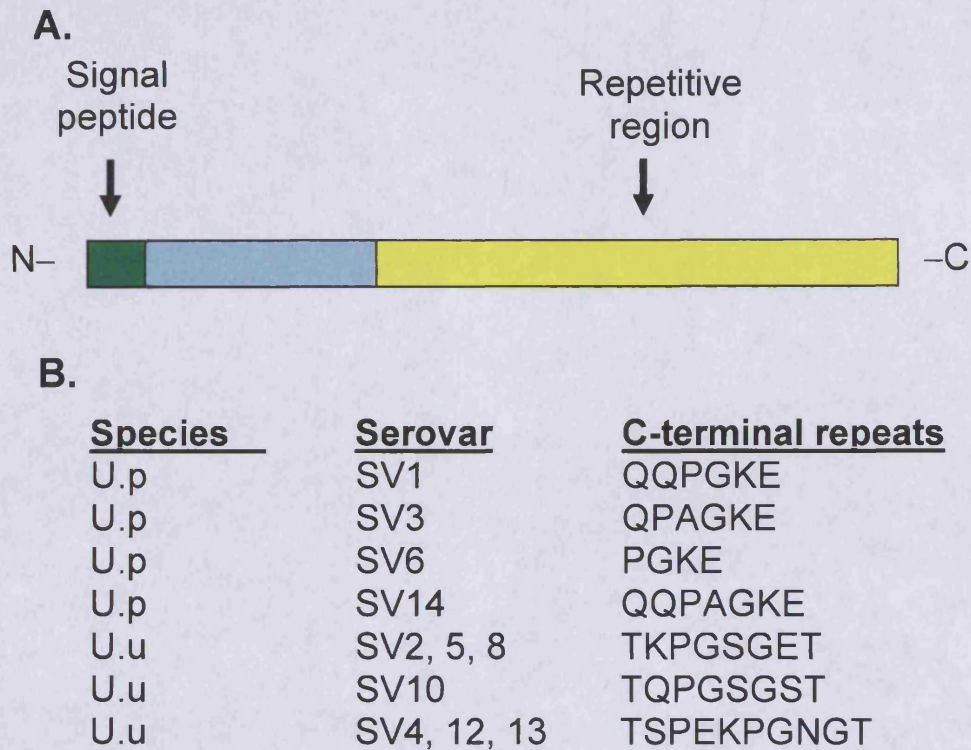 A.
Signal
peptide
Repetitive
region
N–
–C
B.
Species Serovar C-terminal repeats
U.p SV1 QQPGKE
U.p SV3 QPAGKE
U.p SV6 PGKE
U.p SV14 QQPAGKE
U.u SV2, 5, 8 TKPGSGET
U.u SV10 TQPGSGST
U.u SV4, 12, 13 TSPEKPGNGT